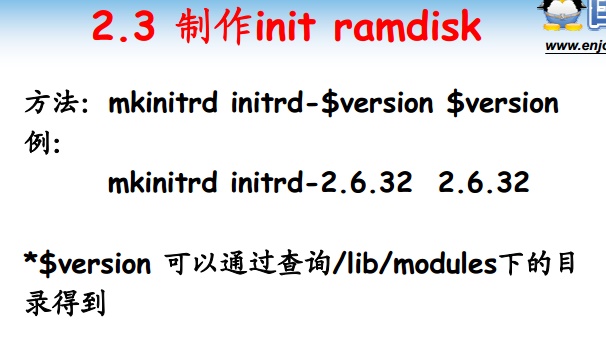 2.3 制作init ramdisk
www.enjo
方法：mkinitrd initrd-$version $version
例：
mkinitrd initrd-2.6.32 2.6.32
*$version 可以通过查询/lib/modules下的目
录得到